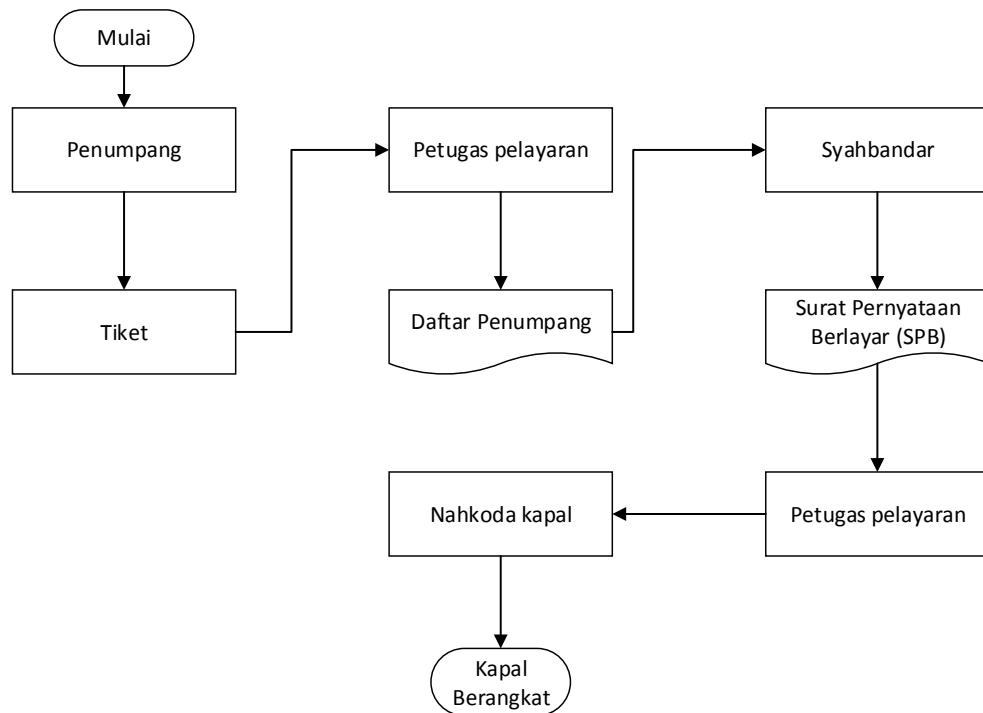 Mulai
Penumpang
Tiket
Petugas pelayaran
Daftar Penumpang
Syahbandar
Surat Pernyataan
Berlayar (SPB)
Petugas pelayaran
Nahkoda kapal
Kapal
Berangkat